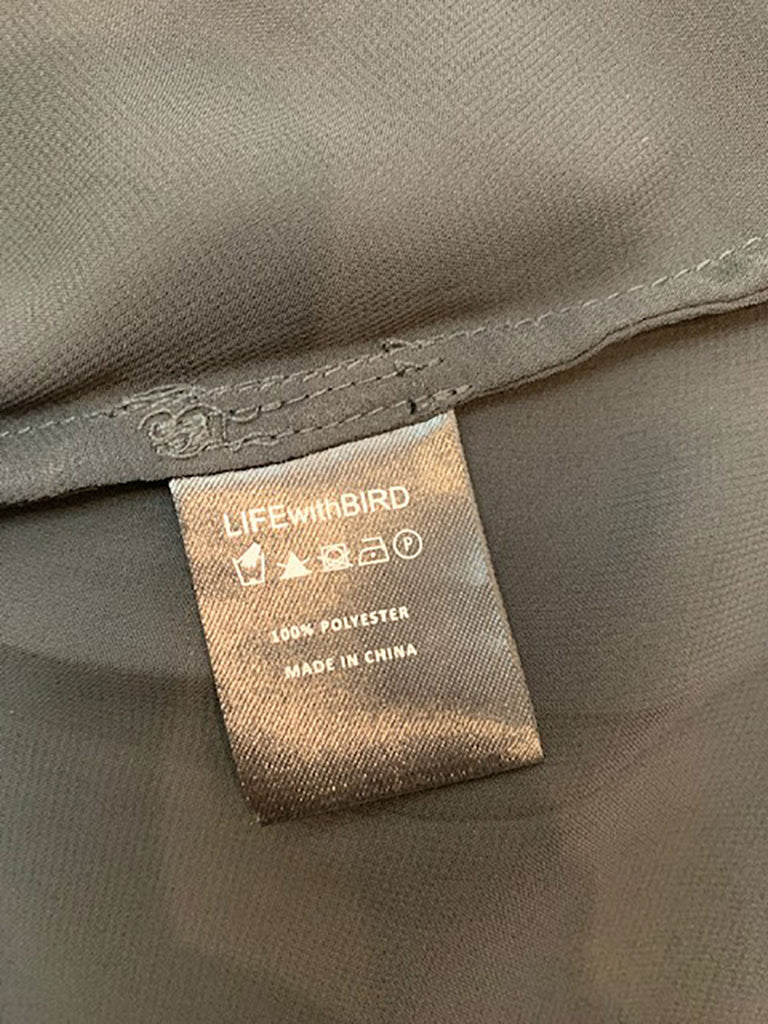 LIFEwithBIRD
P
100% POLYESTER
MADE IN CHINA